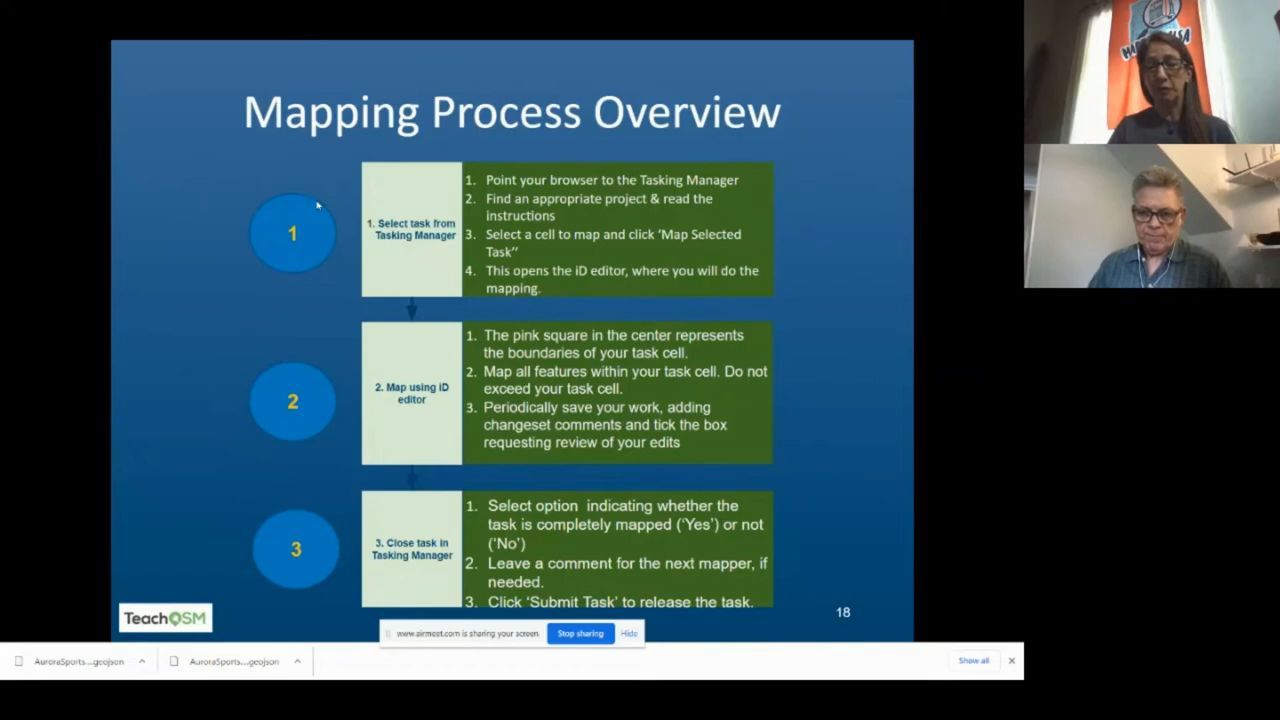 Mapping Process Overview
1
1. Select task from
Tasking Manager
1. Point your browser to the Tasking Manager
2. Find an appropriate project & read the
instructions
3. Select a cell to map and click ‘Map Selected
Task”
4. This opens the iD editor, where you will do the
mapping.
2
2. Map using iD
editor
1. The pink square in the center represents
the boundaries of your task cell.
2. Map all features within your task cell. Do not
exceed your task cell.
3. Periodically save your work, adding
changeset comments and tick the box
requesting review of your edits
3
3. Close task in
Tasking Manager
1. Select option indicating whether the
task is completely mapped (‘Yes’) or not
(‘No’)
2. Leave a comment for the next mapper, if
needed.
3. Click ‘Submit Task’ to release the task.
TeachOSM
18
www.airmeet.com is sharing your screen.
Stop sharing
Hide
AuroraSports....geojson
AuroraSports....geojson
Show all